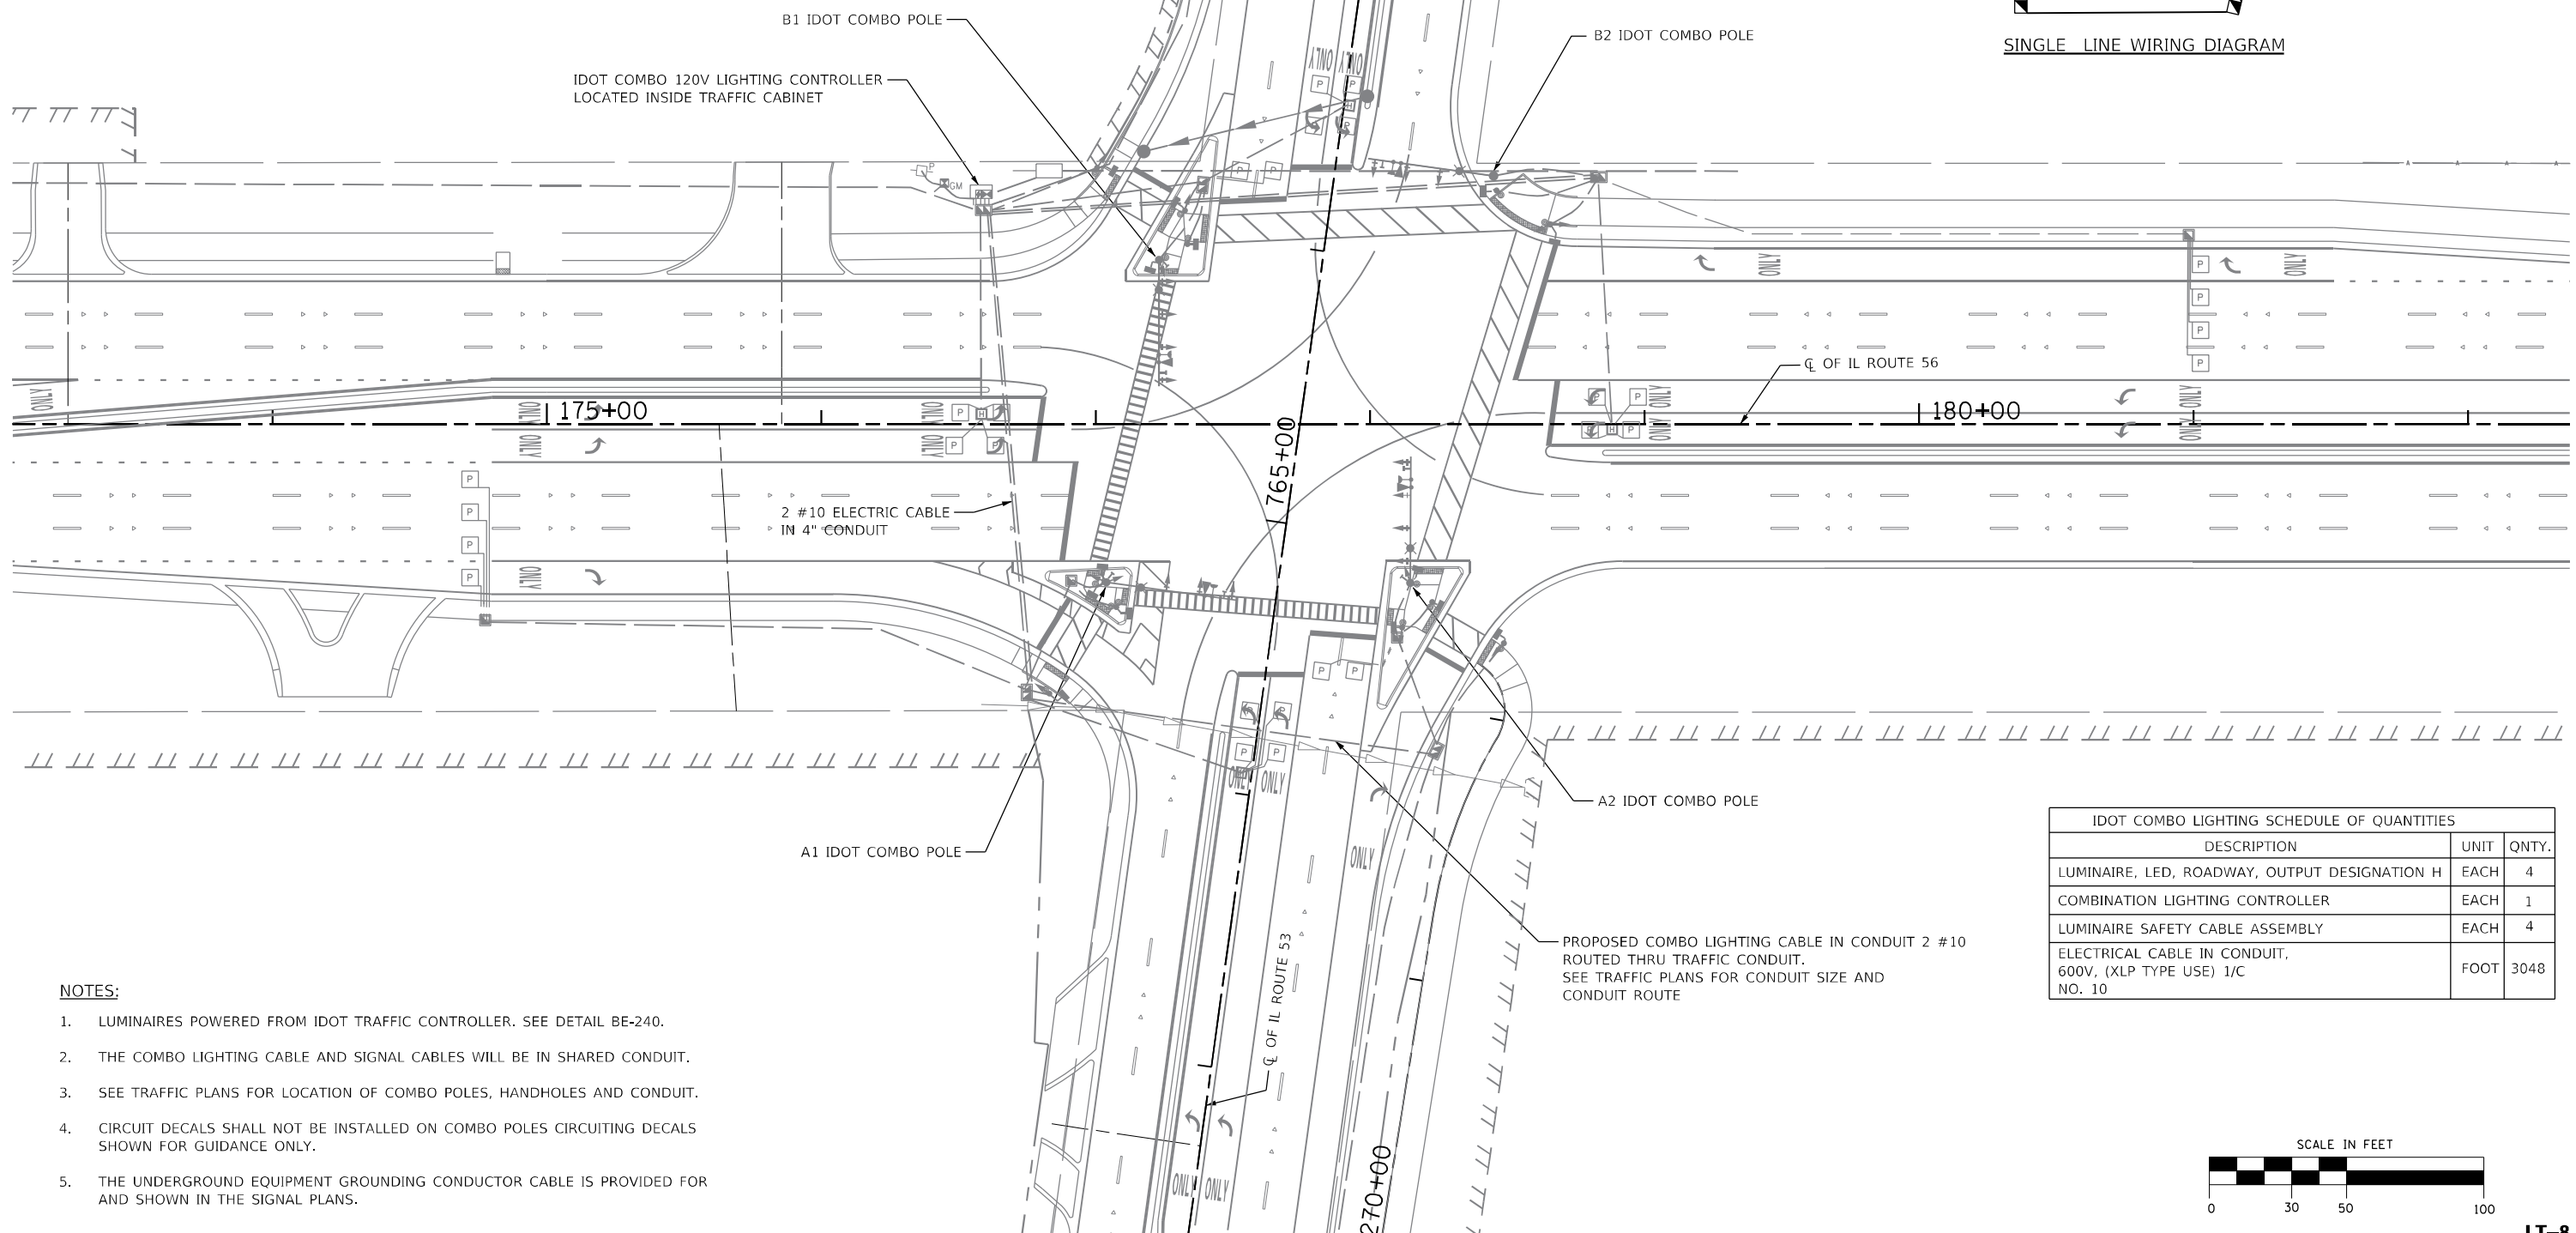 B1 IDOT COMBO POLE
B2 IDOT COMBO POLE
SINGLE LINE WIRING DIAGRAM
IDOT COMBO 120V LIGHTING CONTROLLER
LOCATED INSIDE TRAFFIC CABINET
ONLY ONLY
P P
H
P P
P
GM
P P
ONLY ONLY
P
P
P
P
℄ OF IL ROUTE 56
ONLY
175+00
ONLY
ONLY
ONLY
ONLY
P H
P P
765+00
P P
P H P
ONLY
ONLY
180+00
ONLY
ONLY
P
P
P
P
ONLY
2 #10 ELECTRIC CABLE
IN 4" CONDUIT
P P
P P
P P
ONLY ONLY
A2 IDOT COMBO POLE
A1 IDOT COMBO POLE
ONLY
IDOT COMBO LIGHTING SCHEDULE OF QUANTITIES
DESCRIPTION UNIT QNTY.
LUMINAIRE, LED, ROADWAY, OUTPUT DESIGNATION H EACH 4
COMBINATION LIGHTING CONTROLLER EACH 1
LUMINAIRE SAFETY CABLE ASSEMBLY EACH 4
ELECTRICAL CABLE IN CONDUIT,
600V, (XLP TYPE USE) 1/C
NO. 10 FOOT 3048
PROPOSED COMBO LIGHTING CABLE IN CONDUIT 2 #10
ROUTED THRU TRAFFIC CONDUIT.
SEE TRAFFIC PLANS FOR CONDUIT SIZE AND
CONDUIT ROUTE
℄ OF IL ROUTE 53
ONLY ONLY
270+00
NOTES:
1. LUMINAIRES POWERED FROM IDOT TRAFFIC CONTROLLER. SEE DETAIL BE-240.
2. THE COMBO LIGHTING CABLE AND SIGNAL CABLES WILL BE IN SHARED CONDUIT.
3. SEE TRAFFIC PLANS FOR LOCATION OF COMBO POLES, HANDHOLES AND CONDUIT.
4. CIRCUIT DECALS SHALL NOT BE INSTALLED ON COMBO POLES CIRCUITING DECALS
SHOWN FOR GUIDANCE ONLY.
5. THE UNDERGROUND EQUIPMENT GROUNDING CONDUCTOR CABLE IS PROVIDED FOR
AND SHOWN IN THE SIGNAL PLANS.
SCALE IN FEET
0 30 50 100